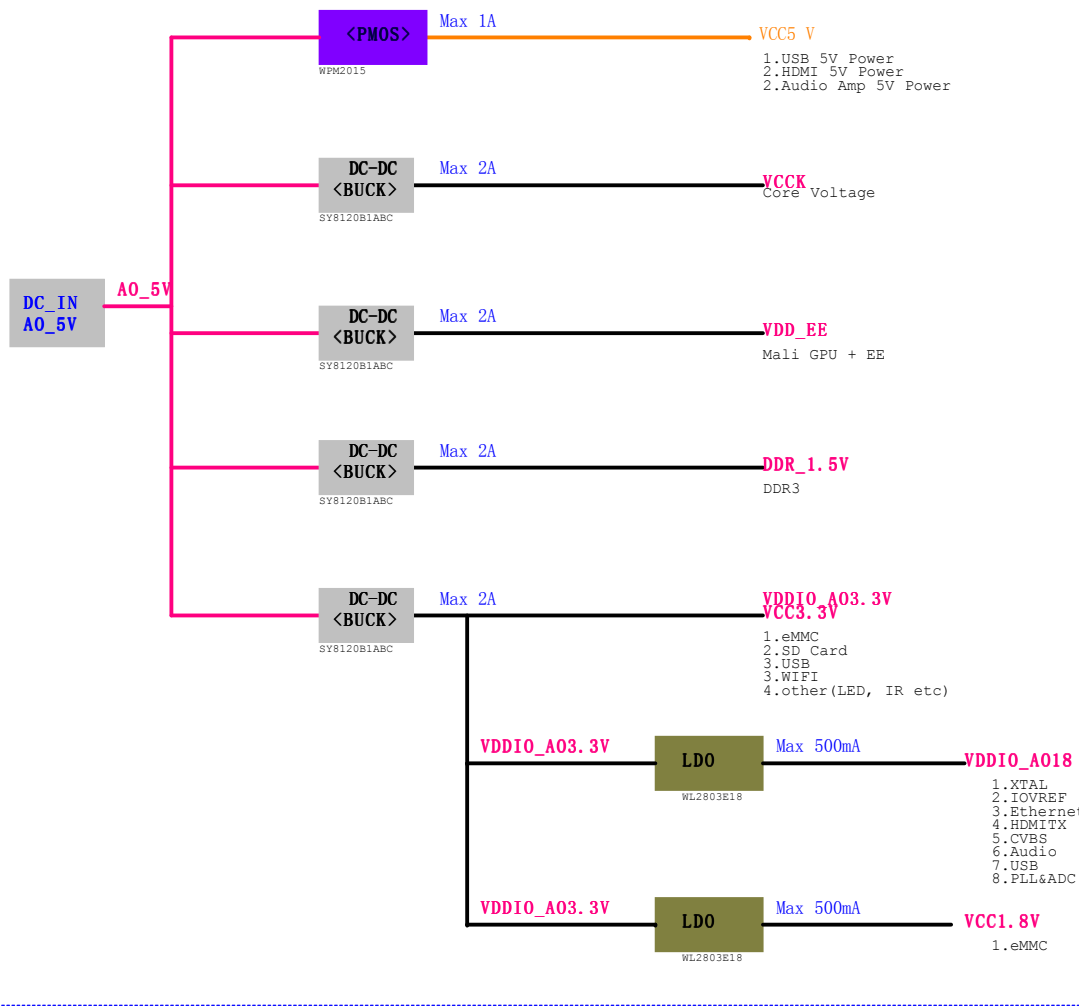 Max 1A
<PMOS>
VCC5 V
WPM2015
1.USB 5V Power
2.HDMI 5V Power
2.Audio Amp 5V Power
DC-DC
<BUCK>
Max 2A
VCCK
Core Voltage
SY8120B1ABC
DC_IN
AO_5V
AO_5V
DC-DC
<BUCK>
Max 2A
VDD_EE
Mali GPU + EE
SY8120B1ABC
DC-DC
<BUCK>
Max 2A
DDR_1.5V
DDR3
SY8120B1ABC
DC-DC
<BUCK>
Max 2A
VDDIO_AO3.3V
VCC3.3V
SY8120B1ABC
1.eMMC
2.SD Card
3.USB
3.WIFI
4.other(LED, IR etc)
VDDIO_AO3.3V
LDO
Max 500mA
VDDIO_AO18
WL2803E18
1.XTAL
2.IOVREF
3.Ethernet
4.HDMITX
5.CVBS
6.Audio
7.USB
8.PLL&ADC
VDDIO_AO3.3V
LDO
Max 500mA
VCC1.8V
WL2803E18
1.eMMC